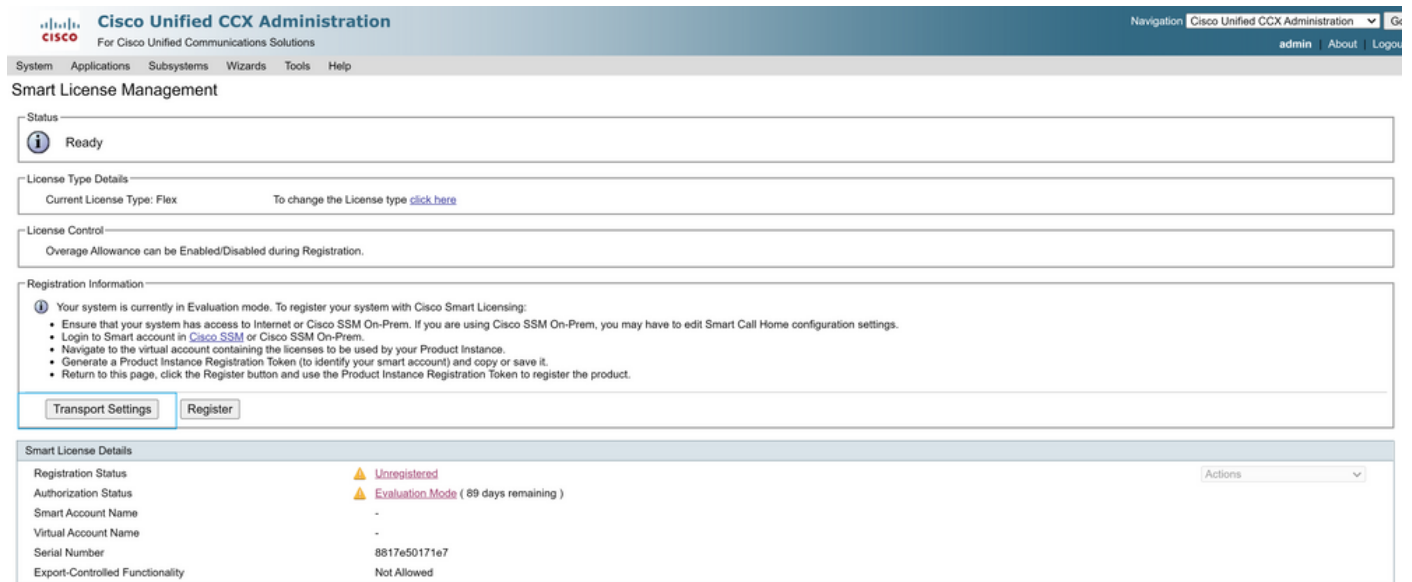 CISCO
Cisco Unified CCX Administration
For Cisco Unified Communications Solutions
Navigation Cisco Unified CCX Administration
admin About
System Applications Subsystems Wizards Tools Help
Smart License Management
Status
Ready
License Type Details
Current License Type: Flex To change the License type click here
License Control
Overage Allowance can be Enabled/Disabled during Registration.
Registration Information
Your system is currently in Evaluation mode. To register your system with Cisco Smart Licensing:
• Ensure that your system has access to Internet or Cisco SSM On-Prem. If you are using Cisco SSM On-Prem, you may have to edit Smart Call Home configuration settings.
• Login to Smart account in Cisco SSM or Cisco SSM On-Prem.
• Navigate to the virtual account containing the licenses to be used by your Product Instance.
• Generate a Product Instance Registration Token (to identify your smart account) and copy or save it.
• Return to this page, click the Register button and use the Product Instance Registration Token to register the product.
Transport Settings Register
Smart License Details
Registration Status Unregistered Actions
Authorization Status Evaluation Mode ( 89 days remaining )
Smart Account Name -
Virtual Account Name -
Serial Number 8817e50171e7
Export-Controlled Functionality Not Allowed